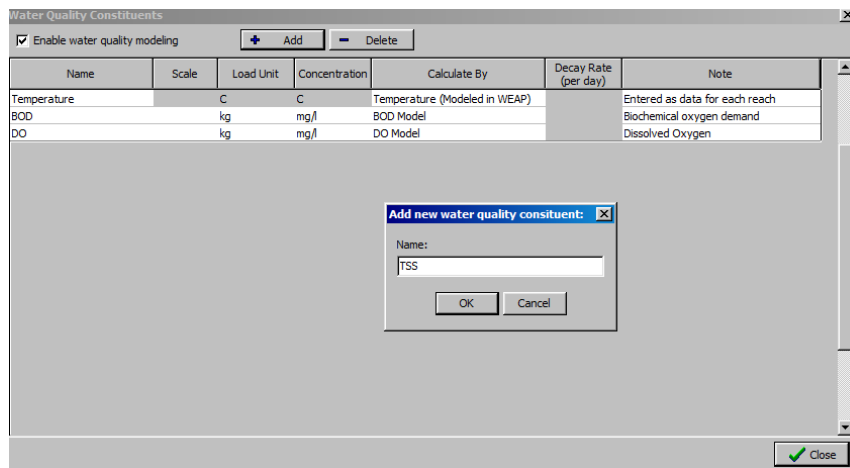 Water Quality Constituents
Enable water quality modeling
Add
Delete
Name Scale Load Unit Concentration Calculate By Decay Rate (per day) Note
Temperature C C Temperature (Modeled in WEAP) Entered as data for each reach
BOD kg mg/l BOD Model Biochemical oxygen demand
DO kg mg/l DO Model Dissolved Oxygen
Add new water quality consituent:
Name:
TSS
OK Cancel
Close